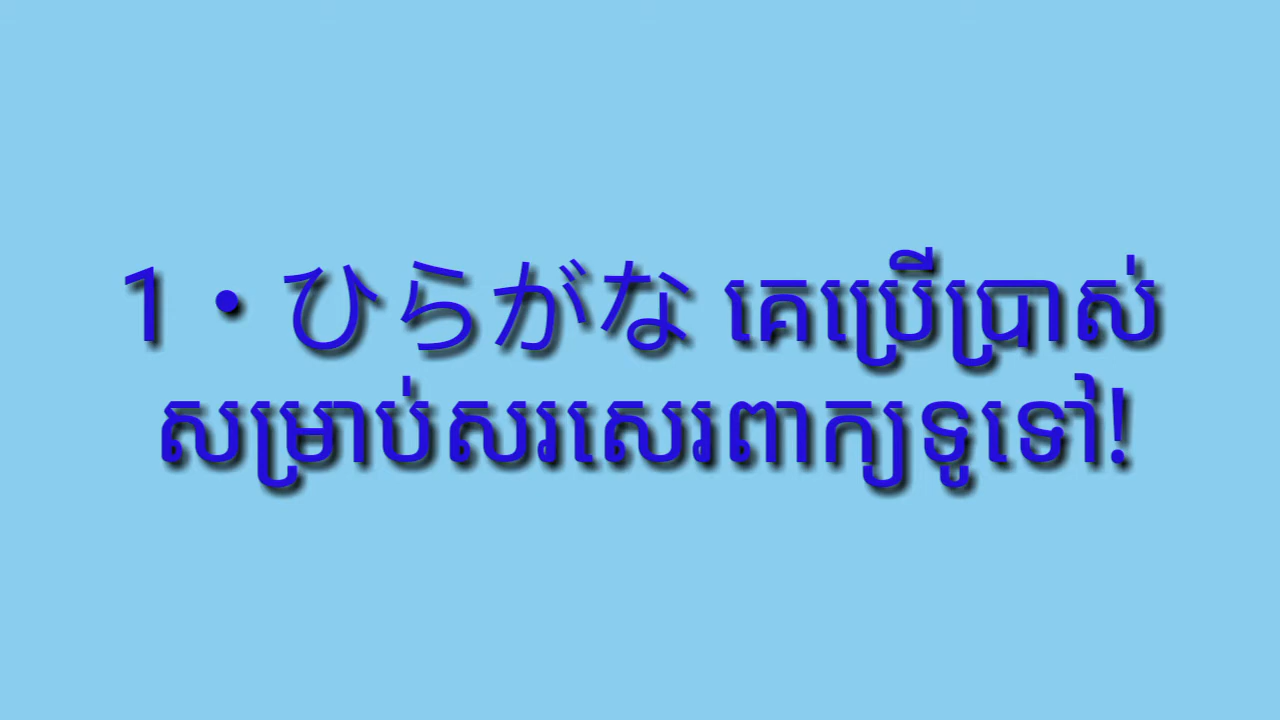 1・ひらがな គេប្រើប្រាស់
សម្រាប់សរសេរពាក្យទូទៅ!